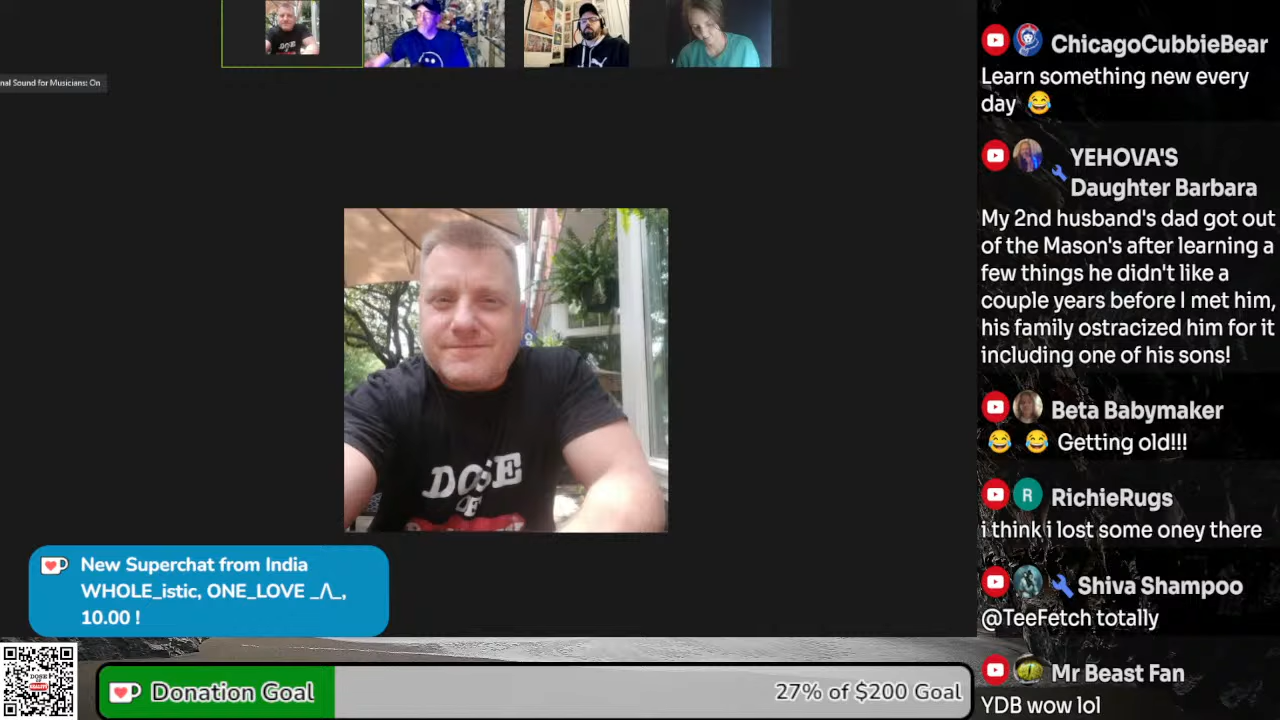 nal Sound for Musicians: On
DOSE
OF
New Superchat from India
WHOLE_istic, ONE_LOVE _/\_,
10.00 !
DOSE
OF
REALITY
Donation Goal
27% of $200 Goal
ChicagoCubbieBear
Learn something new every
day 😂
YEHOVA'S
Daughter Barbara
My 2nd husband's dad got out
of the Mason's after learning a
few things he didn't like a
couple years before I met him,
his family ostracized him for it
including one of his sons!
Beta Babymaker
😂 😂 Getting old!!!
R RichieRugs
i think i lost some oney there
Shiva Shampoo
@TeeFetch totally
Mr Beast Fan
YDB wow lol